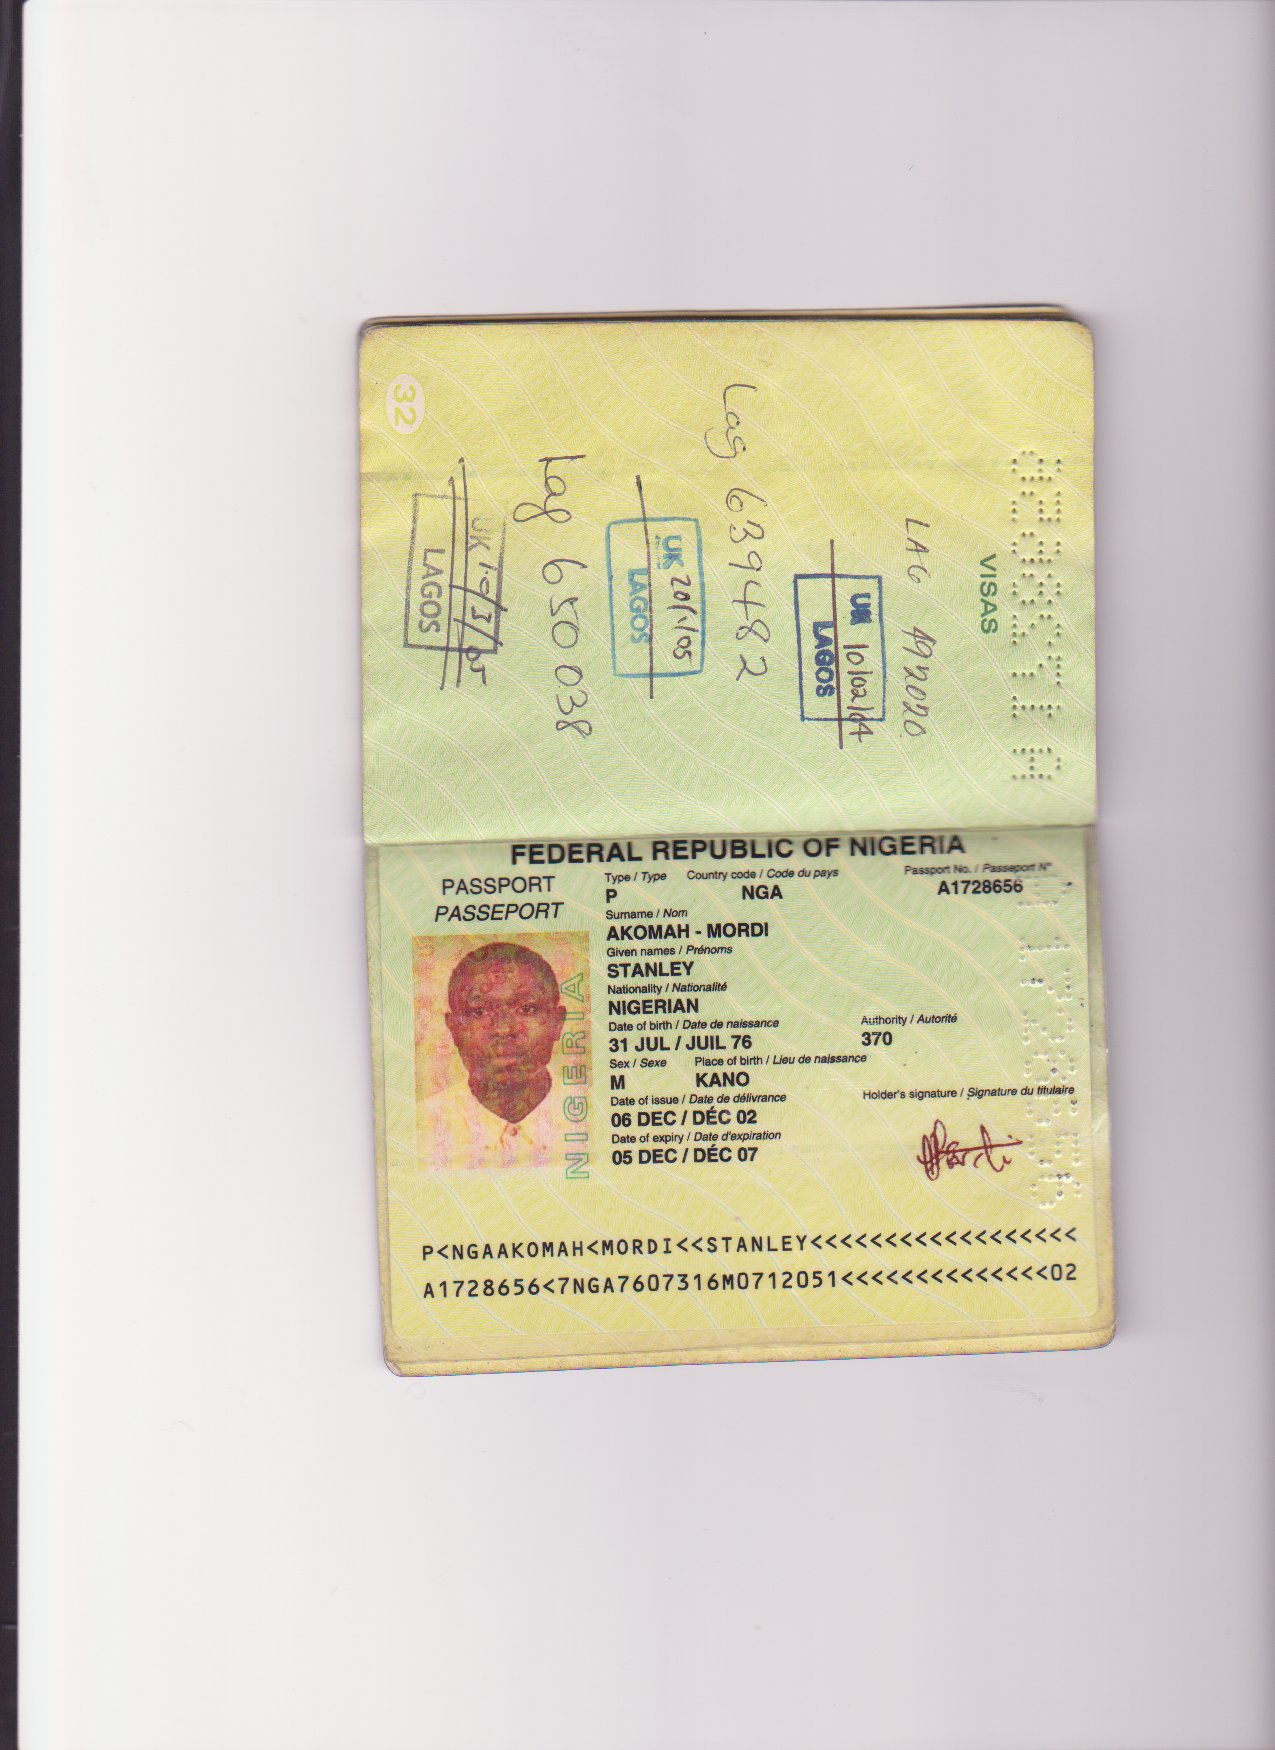 32
VISAS
LAG 492020
UK 10/02/04
LAGOS
Lag 639482
UK 20/1/05
LAGOS
Lag 650038
UK 10/3/05
LAGOS
FEDERAL REPUBLIC OF NIGERIA
PASSPORT
PASSEPORT
Type / Type Country code / Code du pays Passport No. / Passeport N°
P NGA A1728656
Surname / Nom
AKOMAH - MORDI
Given names / Prénoms
STANLEY
Nationality / Nationalité
NIGERIAN
Date of birth / Date de naissance Authority / Autorité
31 JUL / JUIL 76 370
Sex / Sexe Place of birth / Lieu de naissance
M KANO
Date of issue / Date de délivrance Holder's signature / Signature du titulaire
06 DEC / DÉC 02
Date of expiry / Date d'expiration
05 DEC / DÉC 07
NIGERIA
P<NGAAKOMAH<MORDI<<STANLEY<<<<<<<<<<<<<<<<<<
A1728656<7NGA7607316M0712051<<<<<<<<<<<<<<02